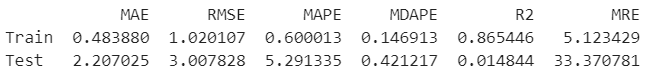 MAE RMSE MAPE MDAPE R2 MRE
Train 0.483880 1.020107 0.600013 0.146913 0.865446 5.123429
Test 2.207025 3.007828 5.291335 0.421217 0.014844 33.370781